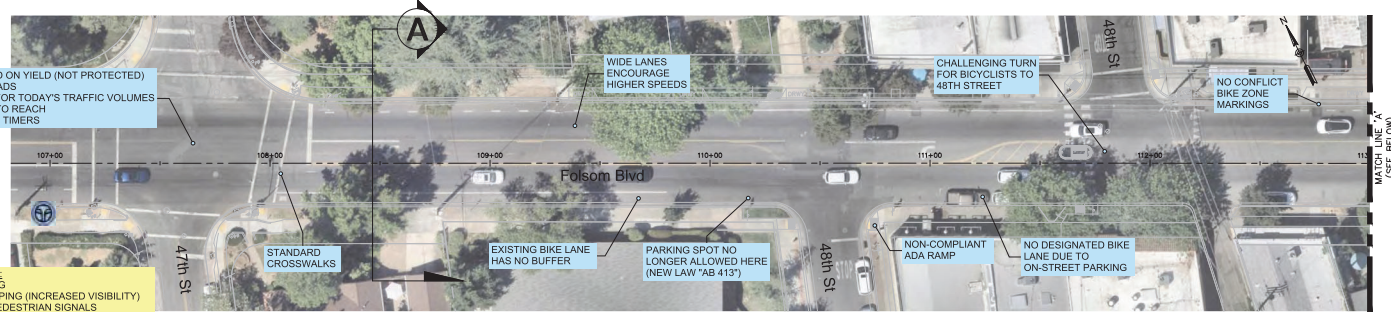 A
48th St
N
ON YIELD (NOT PROTECTED)
OR TODAY'S TRAFFIC VOLUMES
O REACH
TIMERS
WIDE LANES
ENCOURAGE
HIGHER SPEEDS
CHALLENGING TURN
FOR BICYCLISTS TO
48TH STREET
NO CONFLICT
BIKE ZONE
MARKINGS
107+00
108+00
109+00
110+00
111+00
112+00
113
MATCH LINE "A"
(SEE BELOW)
Folsom Blvd
47th St
STANDARD
CROSSWALKS
EXISTING BIKE LANE
HAS NO BUFFER
PARKING SPOT NO
LONGER ALLOWED HERE
(NEW LAW "AB 413")
48th St
STOP
NON-COMPLIANT
ADA RAMP
NO DESIGNATED BIKE
LANE DUE TO
ON-STREET PARKING
PING (INCREASED VISIBILITY)
EDESTRIAN SIGNALS